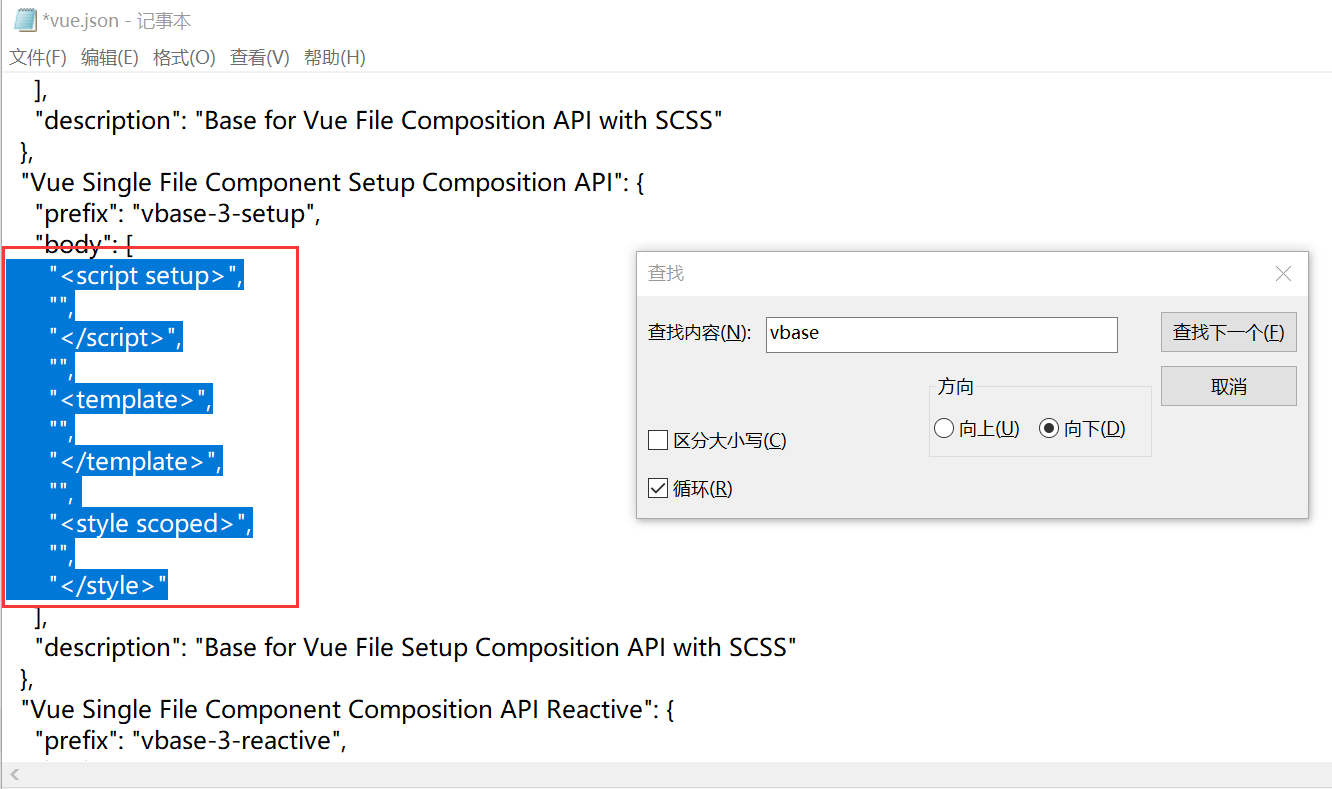 *vue.json - 记事本
文件(F) 编辑(E) 格式(O) 查看(V) 帮助(H)
],
"description": "Base for Vue File Composition API with SCSS"
},
"Vue Single File Component Setup Composition API": {
"prefix": "vbase-3-setup",
"body": [
"<script setup>",
"",
"</script>",
"",
"<template>",
"",
"</template>",
"",
"<style scoped>",
"",
"</style>"
],
"description": "Base for Vue File Setup Composition API with SCSS"
},
"Vue Single File Component Composition API Reactive": {
"prefix": "vbase-3-reactive",
查找
查找内容(N): vbase
查找下一个(F)
取消
方向
向上(U) 向下(D)
区分大小写(C)
循环(R)